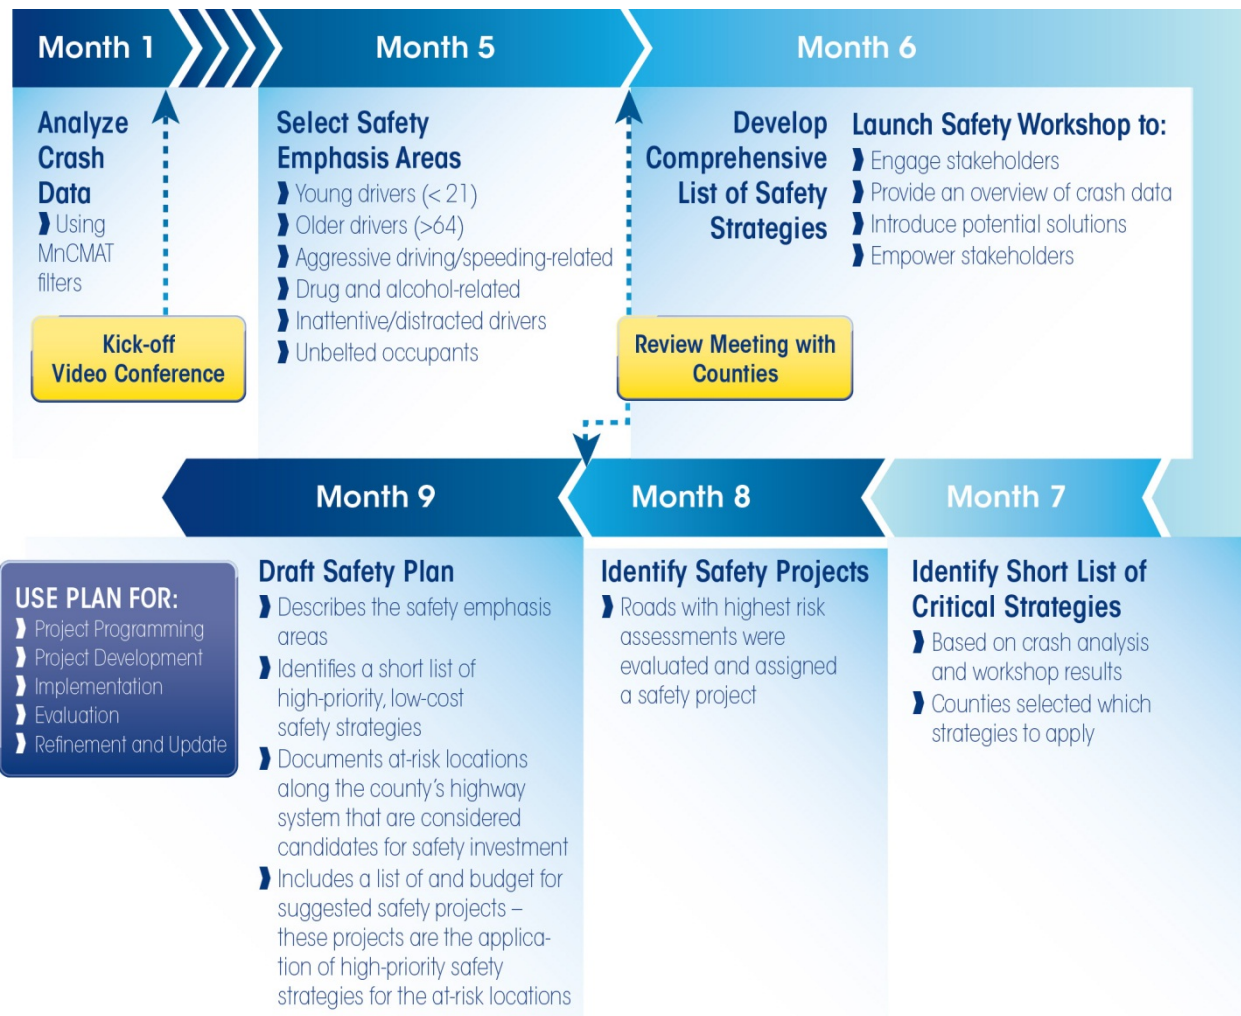 Month 1
Month 5
Month 6
Analyze
Crash
Data
Using
MnCMAT
filters
Kick-off
Video Conference
Select Safety
Emphasis Areas
Young drivers (< 21)
Older drivers (>64)
Aggressive driving/speeding-related
Drug and alcohol-related
Inattentive/distracted drivers
Unbelted occupants
Review Meeting with
Counties
Develop
Comprehensive
List of Safety
Strategies
Launch Safety Workshop to:
Engage stakeholders
Provide an overview of crash data
Introduce potential solutions
Empower stakeholders
Month 9
Month 8
Month 7
USE PLAN FOR:
Project Programming
Project Development
Implementation
Evaluation
Refinement and Update
Draft Safety Plan
Describes the safety emphasis
areas
Identifies a short list of
high-priority, low-cost
safety strategies
Documents at-risk locations
along the county's highway
system that are considered
candidates for safety investment
Includes a list of and budget for
suggested safety projects –
these projects are the applica-
tion of high-priority safety
strategies for the at-risk locations
Identify Safety Projects
Roads with highest risk
assessments were
evaluated and assigned
a safety project
Identify Short List of
Critical Strategies
Based on crash analysis
and workshop results
Counties selected which
strategies to apply